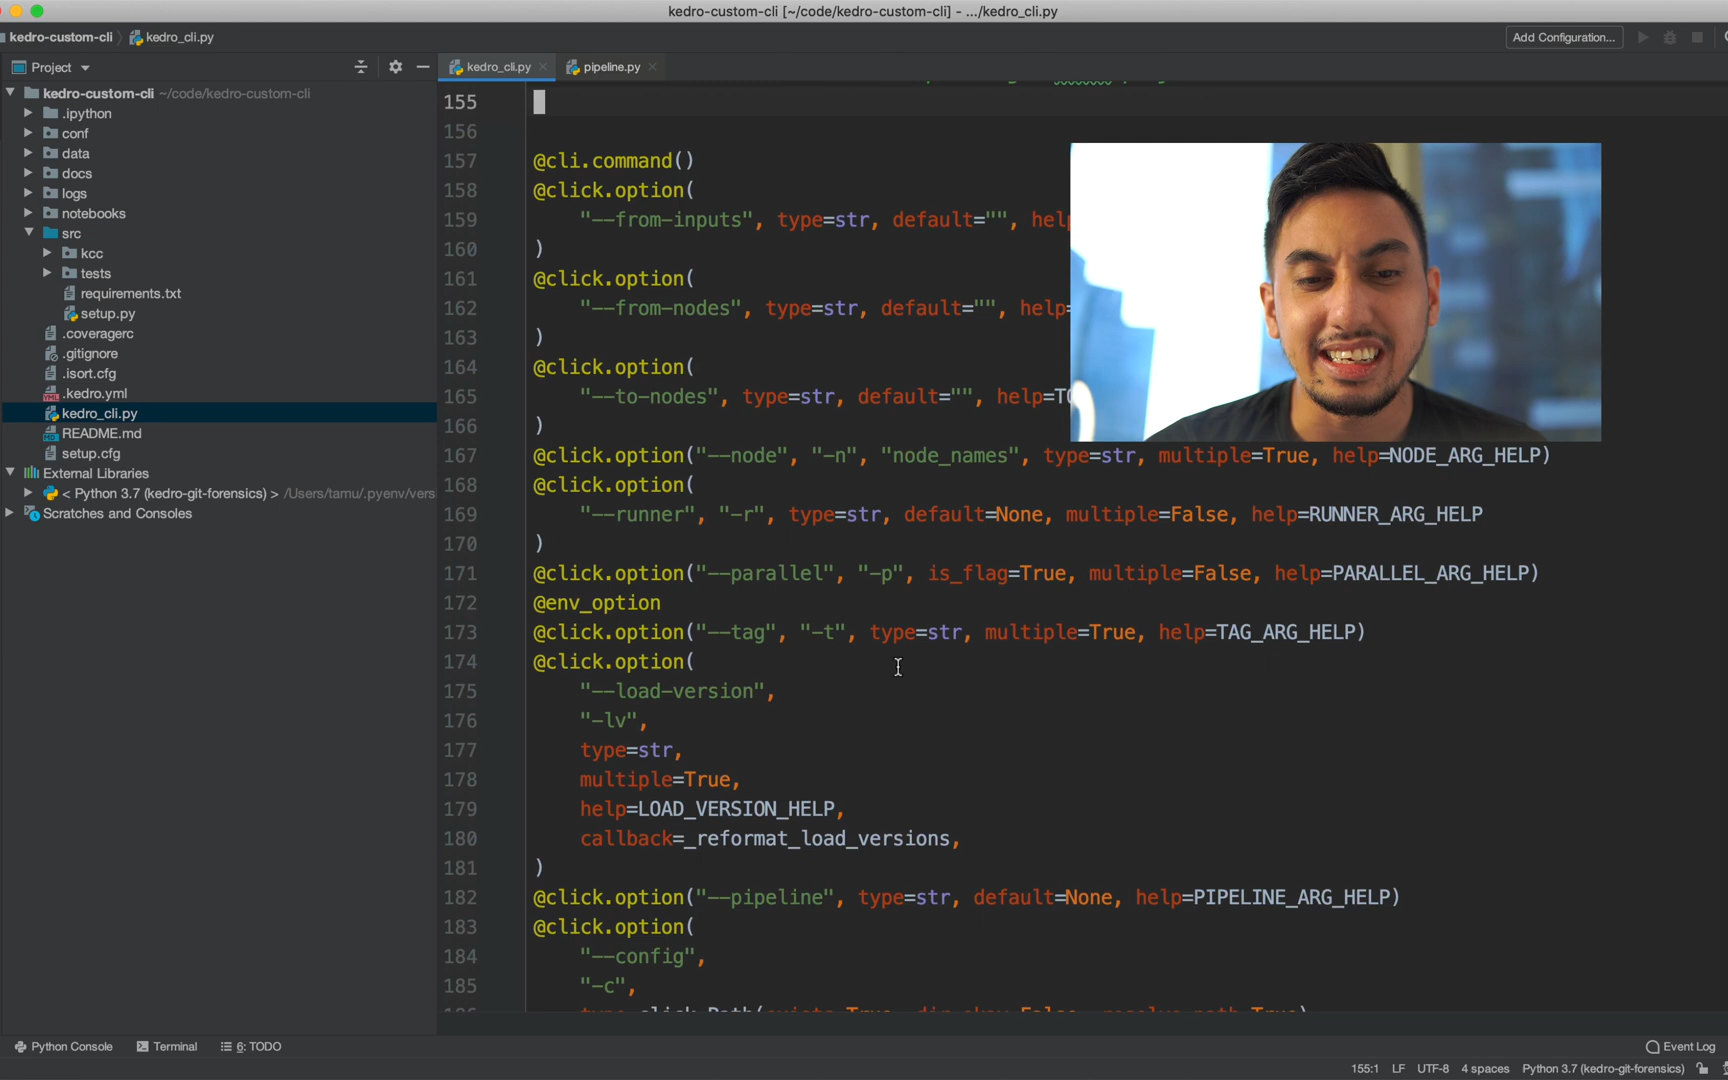 kedro-custom-cli [~/code/kedro-custom-cli] - .../kedro_cli.py
kedro-custom-cli kedro_cli.py Add Configuration...
Project kedro_cli.py pipeline.py
kedro-custom-cli ~/code/kedro-custom-cli
.ipython
conf
data
docs
logs
notebooks
src
kcc
tests
requirements.txt
setup.py
.coveragerc
.gitignore
.isort.cfg
.kedro.yml
kedro_cli.py
README.md
setup.cfg
External Libraries
< Python 3.7 (kedro-git-forensics) > /Users/tamu/.pyenv/vers
Scratches and Consoles
155
156
157 @cli.command()
158 @click.option(
159 "--from-inputs", type=str, default="", help
160 )
161 @click.option(
162 "--from-nodes", type=str, default="", help=
163 )
164 @click.option(
165 "--to-nodes", type=str, default="", help=TO
166 )
167 @click.option("--node", "-n", "node_names", type=str, multiple=True, help=NODE_ARG_HELP)
168 @click.option(
169 "--runner", "-r", type=str, default=None, multiple=False, help=RUNNER_ARG_HELP
170 )
171 @click.option("--parallel", "-p", is_flag=True, multiple=False, help=PARALLEL_ARG_HELP)
172 @env_option
173 @click.option("--tag", "-t", type=str, multiple=True, help=TAG_ARG_HELP)
174 @click.option(
175 "--load-version",
176 "-lv",
177 type=str,
178 multiple=True,
179 help=LOAD_VERSION_HELP,
180 callback=_reformat_load_versions,
181 )
182 @click.option("--pipeline", type=str, default=None, help=PIPELINE_ARG_HELP)
183 @click.option(
184 "--config",
185 "-c",
Python Console Terminal 6: TODO Event Log
155:1 LF UTF-8 4 spaces Python 3.7 (kedro-git-forensics)